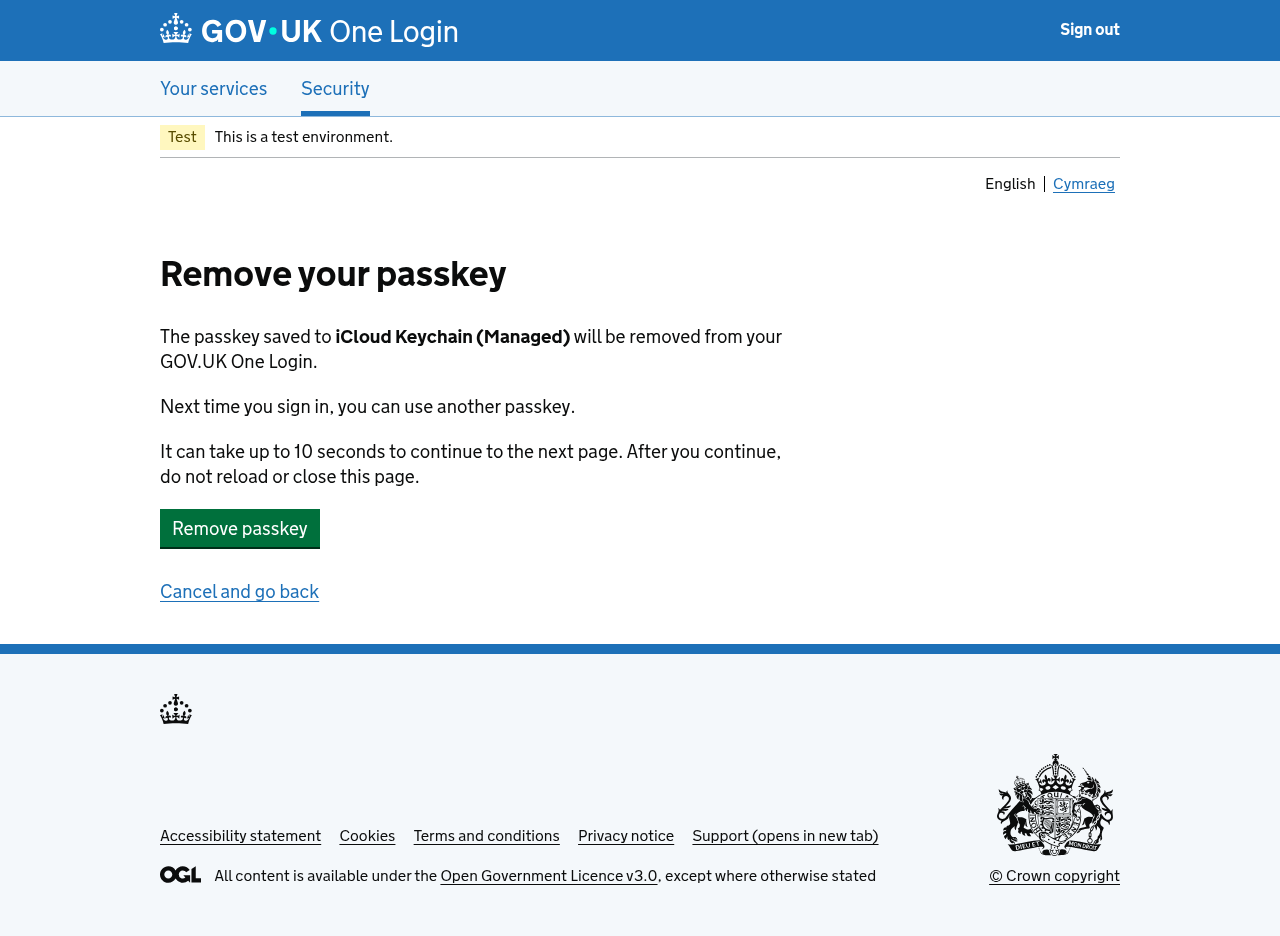 GOV•UK One Login
Sign out
Your services
Security
Test
This is a test environment.
English
Cymraeg
Remove your passkey
The passkey saved to iCloud Keychain (Managed) will be removed from your
GOV.UK One Login.
Next time you sign in, you can use another passkey.
It can take up to 10 seconds to continue to the next page. After you continue,
do not reload or close this page.
Remove passkey
Cancel and go back
Accessibility statement
Cookies
Terms and conditions
Privacy notice
Support (opens in new tab)
OGL
All content is available under the Open Government Licence v3.0, except where otherwise stated
DIEU ET MON DROIT
© Crown copyright